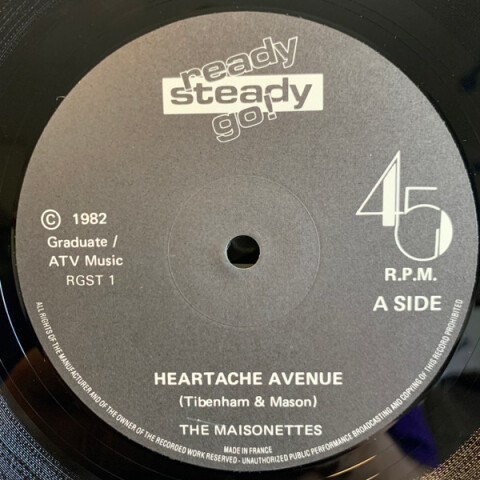 ready
steady
go!
© 1982
Graduate /
ATV Music
RGST 1
45
R.P.M.
A SIDE
HEARTACHE AVENUE
(Tibenham & Mason)
THE MAISONETTES
MADE IN FRANCE
ALL RIGHTS OF THE MANUFACTURER AND OF THE OWNER OF THE RECORDED WORK RESERVED - UNAUTHORIZED PUBLIC PERFORMANCE BROADCASTING AND COPYING OF THIS RECORD PROHIBITED